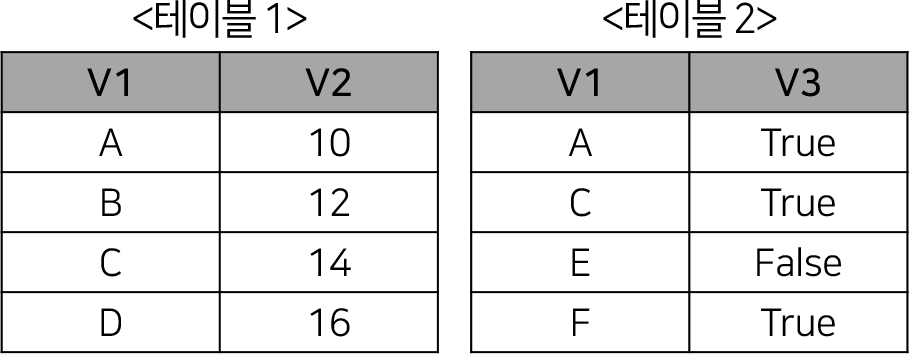 <테이블 1>
V1 V2
A 10
B 12
C 14
D 16
<테이블 2>
V1 V3
A True
C True
E False
F True